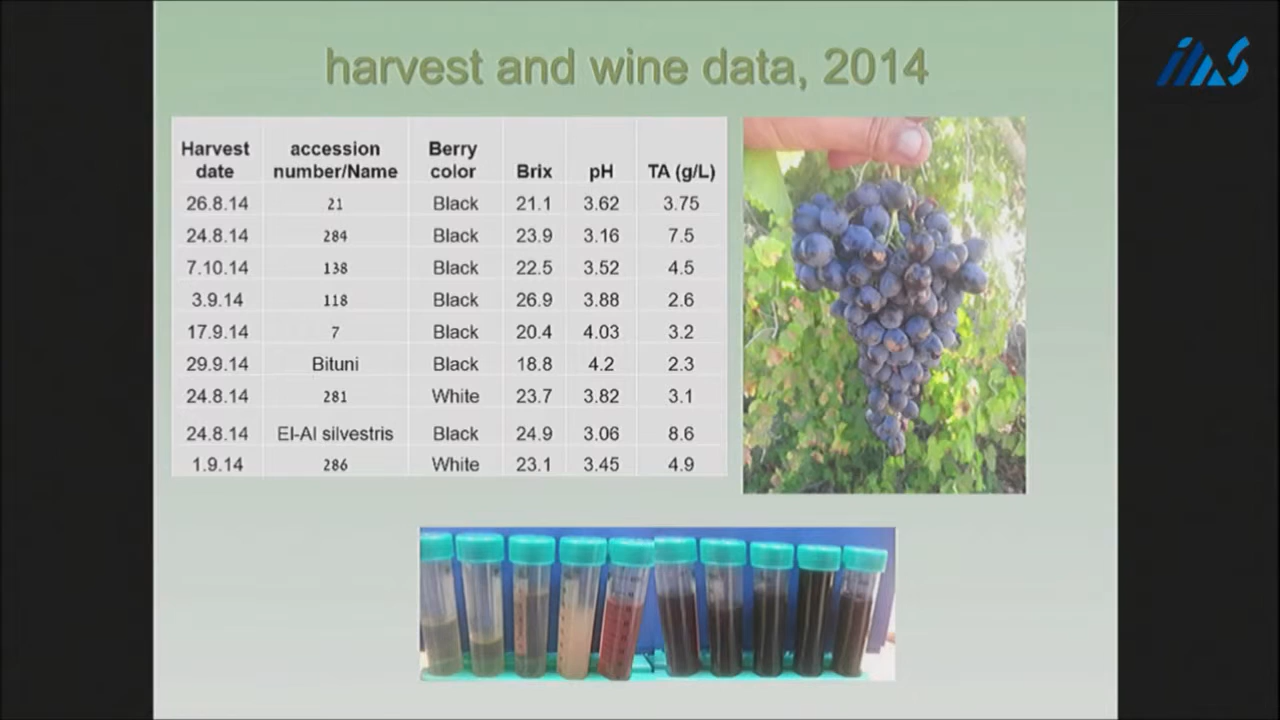 harvest and wine data, 2014
Harvest date accession number/Name Berry color Brix pH TA (g/L)
26.8.14 21 Black 21.1 3.62 3.75
24.8.14 284 Black 23.9 3.16 7.5
7.10.14 138 Black 22.5 3.52 4.5
3.9.14 118 Black 26.9 3.88 2.6
17.9.14 7 Black 20.4 4.03 3.2
29.9.14 Bituni Black 18.8 4.2 2.3
24.8.14 281 White 23.7 3.82 3.1
24.8.14 El-Al silvestris Black 24.9 3.06 8.6
1.9.14 286 White 23.1 3.45 4.9